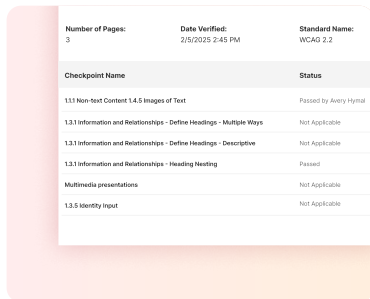 Number of Pages: Date Verified: Standard Name:
3 2/5/2025 2:45 PM WCAG 2.2
Checkpoint Name Status
1.1.1 Non-text Content 1.4.5 Images of Text Passed by Avery Hymal
1.3.1 Information and Relationships - Define Headings - Multiple Ways Not Applicable
1.3.1 Information and Relationships - Define Headings - Descriptive Not Applicable
1.3.1 Information and Relationships - Heading Nesting Passed
Multimedia presentations Not Applicable
1.3.5 Identity Input Not Applicable